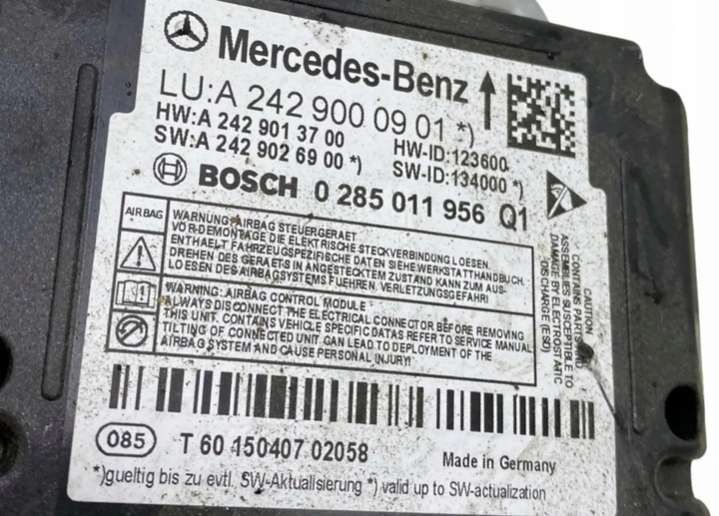 Mercedes-Benz
LU:A 242 900 09 01 *)
HW:A 242 901 37 00 HW-ID:123600
SW:A 242 902 69 00 *) SW-ID:134000 *)
BOSCH 0 285 011 956 Q1
AIRBAG
WARNUNG:AIRBAG STEUERGERAET
VOR DEMONTAGE DIE ELEKTRISCHE STECKVERBINDUNG LOESEN.
ENTHAELT FAHRZEUGSPEZIFISCHE DATEN SIEHE WERKSTATTHANDBUCH.
DREHEN DES GERAETS IN ANGESTECKTEM ZUSTAND KANN ZUM AUS-
LOESEN DES AIRBAGSYSTEMS FUEHREN. VERLETZUNGSGEFAHR!
WARNING: AIRBAG CONTROL MODULE
ALWAYS DISCONNECT THE ELECTRICAL CONNECTOR BEFORE REMOVING
THIS UNIT. CONTAINS VEHICLE SPECIFIC DATAS REFER TO SERVICE MANUAL
TILTING OF CONNECTED UNIT CAN LEAD TO DEPLOYMENT OF THE
AIRBAG SYSTEM AND CAUSE PERSONAL INJURY!
CAUTION
CONTAINS PARTS AND
ASSEMBLIES SUSCEPTIBLE TO
DAMAGE BY ELECTROSTATIC
DISCHARGE (ESD)
085 T 60 150407 02058 Made in Germany
*)gueltig bis zu evtl. SW-Aktualisierung *) valid up to SW-actualization